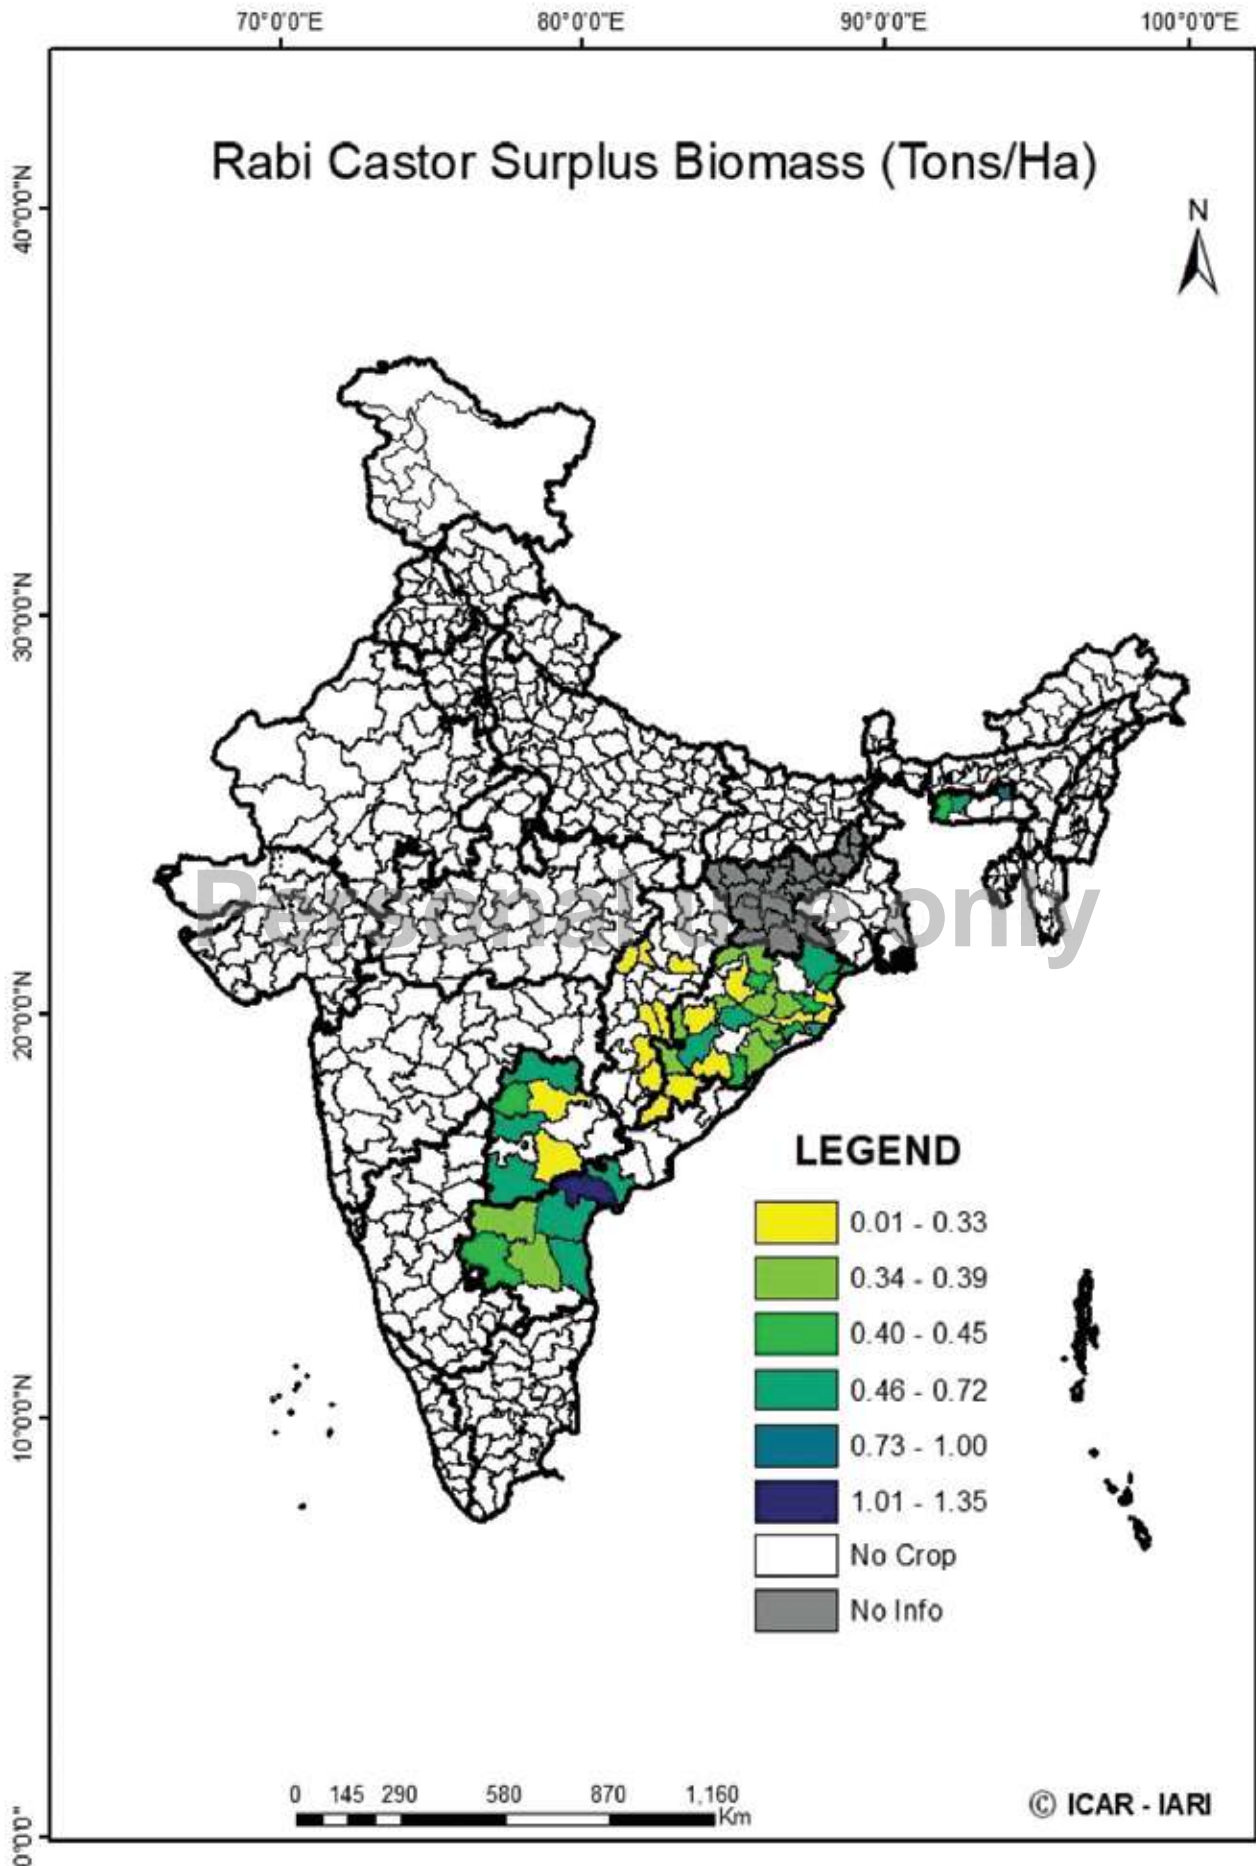 70°0'0"E 80°0'0"E 90°0'0"E 100°0'0"E
Rabi Castor Surplus Biomass (Tons/Ha)
N
40°0'0"N
30°0'0"N
20°0'0"N
10°0'0"N
0°0'0"
Personal use only
LEGEND
0.01 - 0.33
0.34 - 0.39
0.40 - 0.45
0.46 - 0.72
0.73 - 1.00
1.01 - 1.35
No Crop
No Info
0 145 290 580 870 1,160
Km
© ICAR - IARI